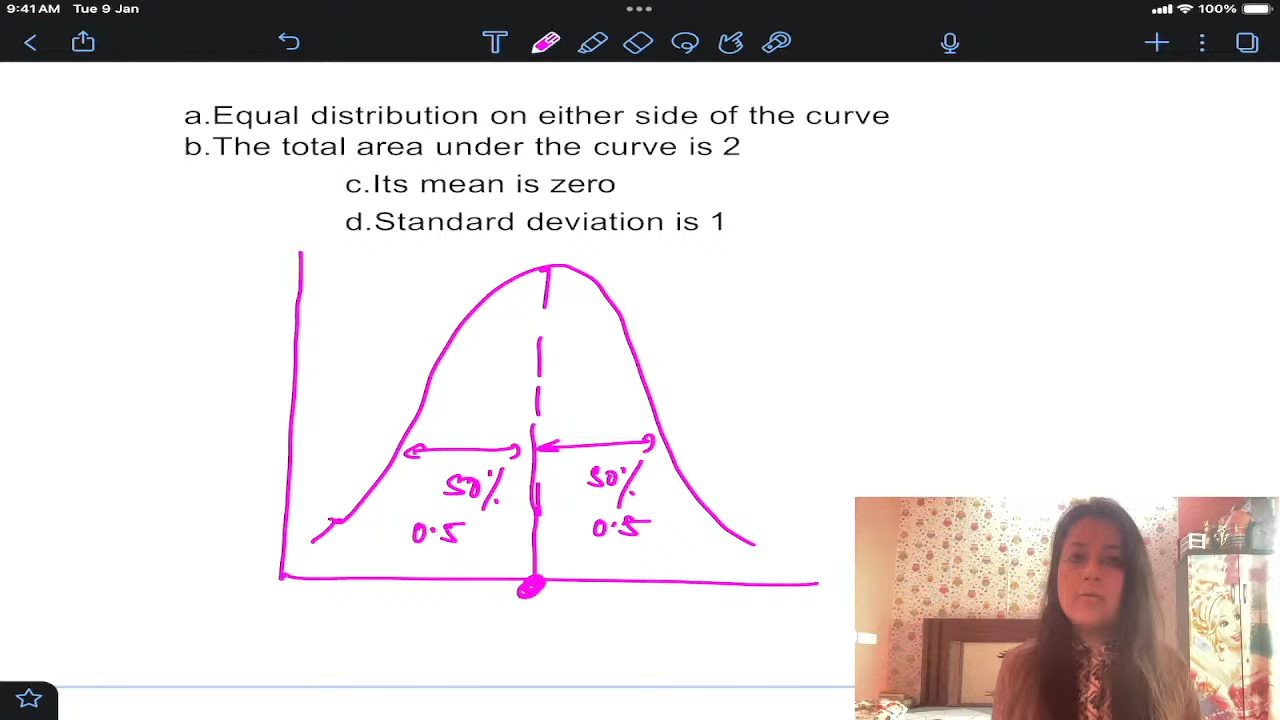 9:41 AM Tue 9 Jan
100%
a.Equal distribution on either side of the curve
b.The total area under the curve is 2
c.Its mean is zero
d.Standard deviation is 1
50% 50%
0.5 0.5